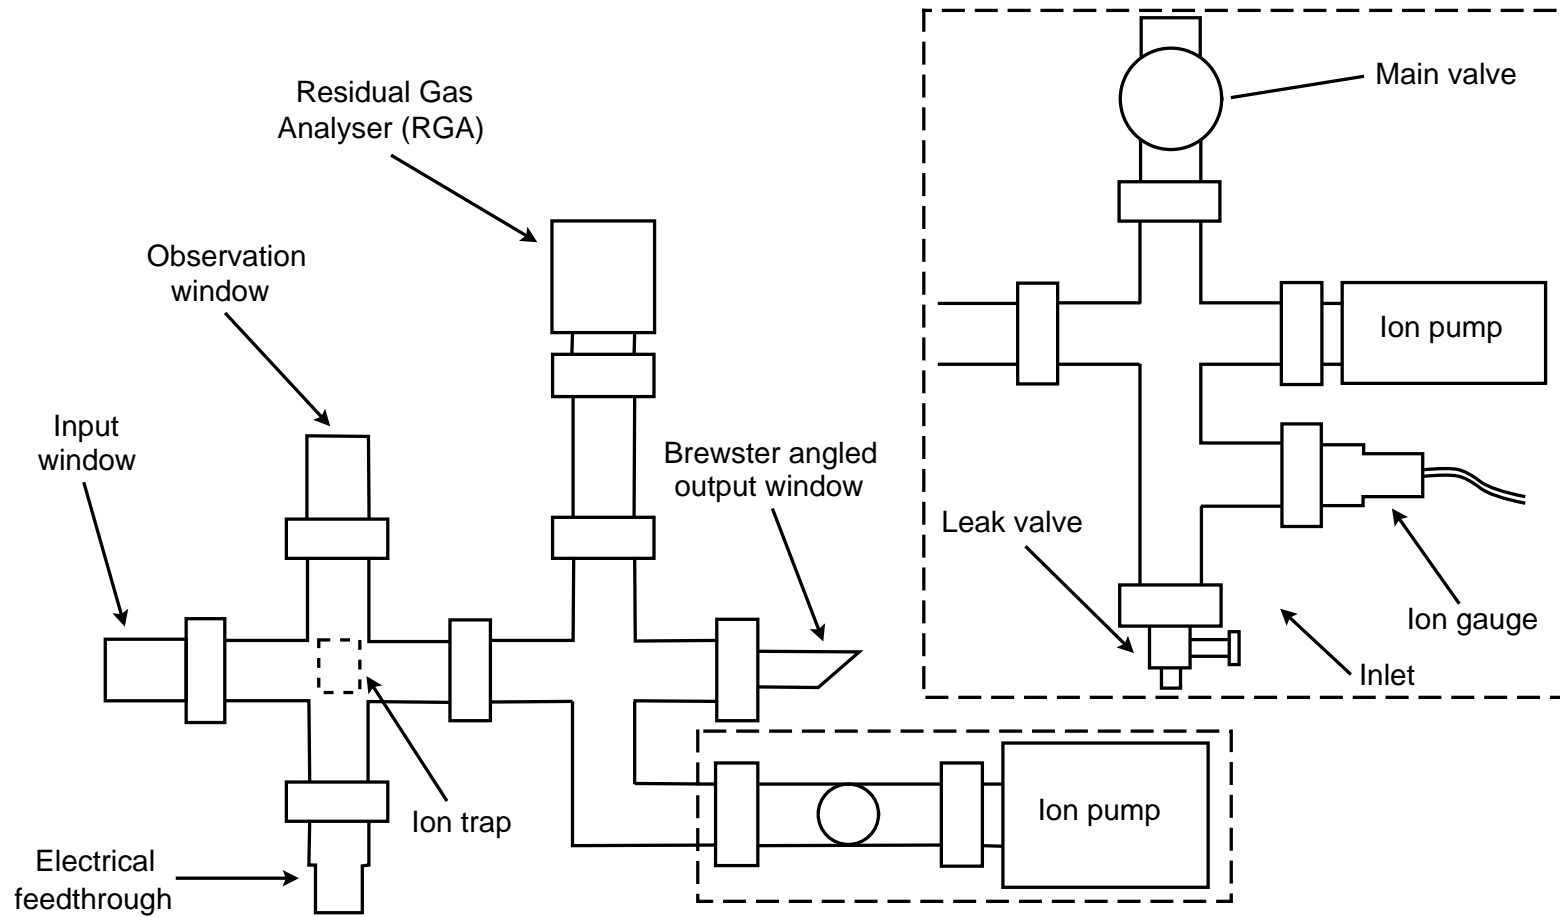 Main valve
Residual Gas
Analyser (RGA)
Observation
window
Ion pump
Input
window
Brewster angled
output window
Leak valve
Ion gauge
Inlet
Ion trap
Ion pump
Electrical
feedthrough